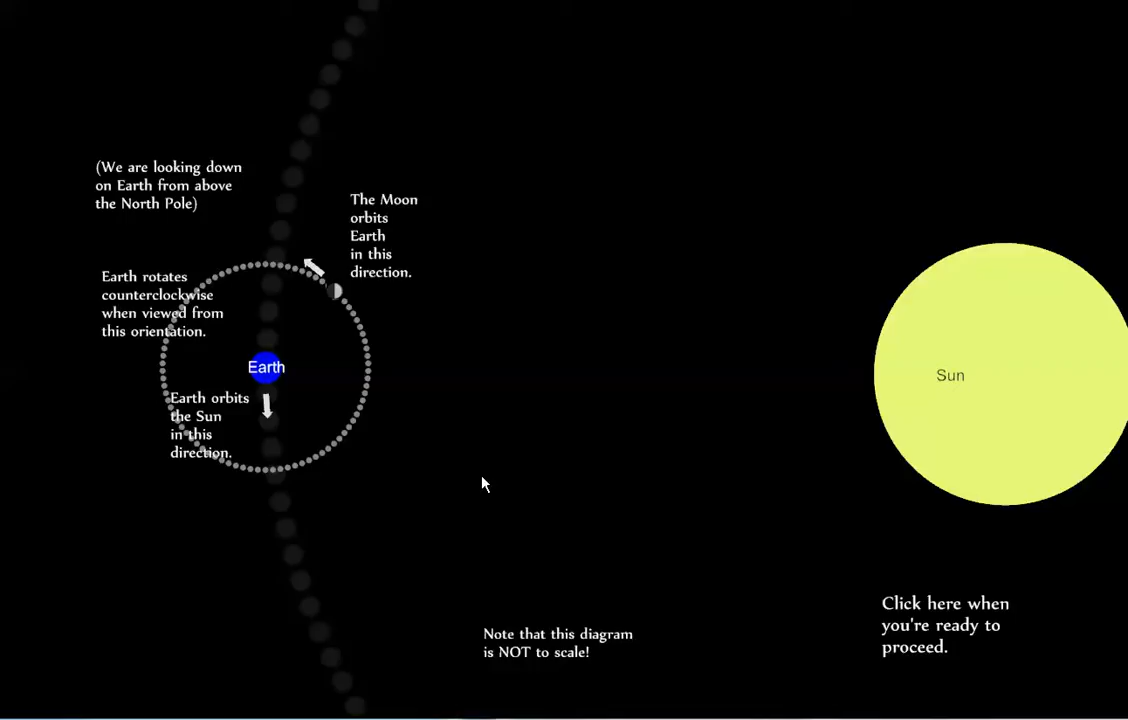 (We are looking down
on Earth from above
the North Pole)
The Moon
orbits
Earth
in this
direction.
Earth rotates
counterclockwise
when viewed from
this orientation.
Earth
Sun
Earth orbits
the Sun
in this
direction.
Click here when
you're ready to
proceed.
Note that this diagram
is NOT to scale!